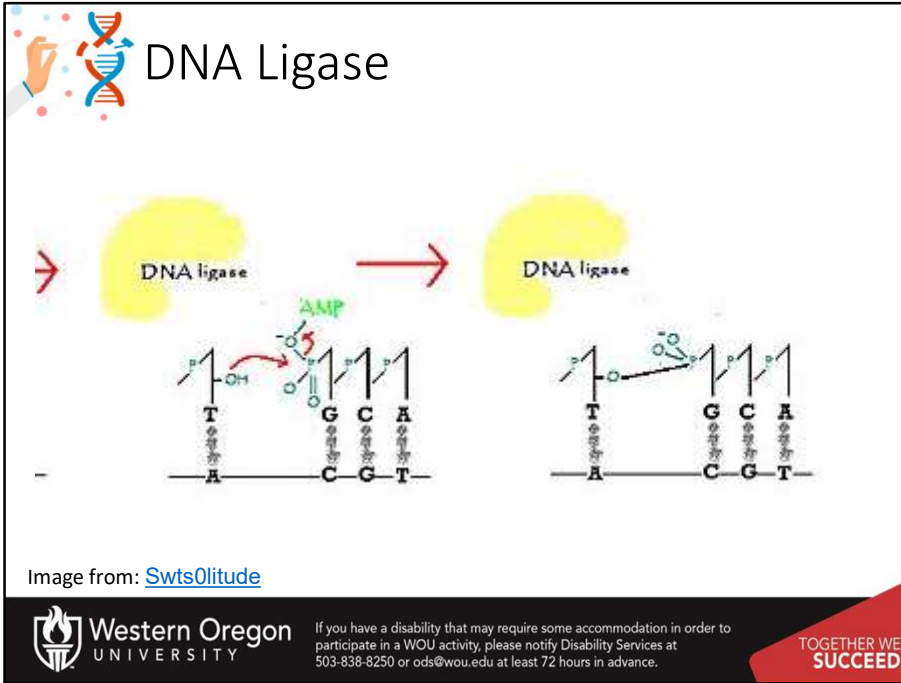 DNA Ligase
DNA ligase
DNA ligase
AMP
P
OH
-O
P
P
P
O
O
T
G
C
A
A
C
G
T
P
O
-O
O
P
P
P
T
G
C
A
A
C
G
T
Image from: Swts0litude
Western Oregon
UNIVERSITY
If you have a disability that may require some accommodation in order to
participate in a WOU activity, please notify Disability Services at
503-838-8250 or ods@wou.edu at least 72 hours in advance.
TOGETHER WE
SUCCEED